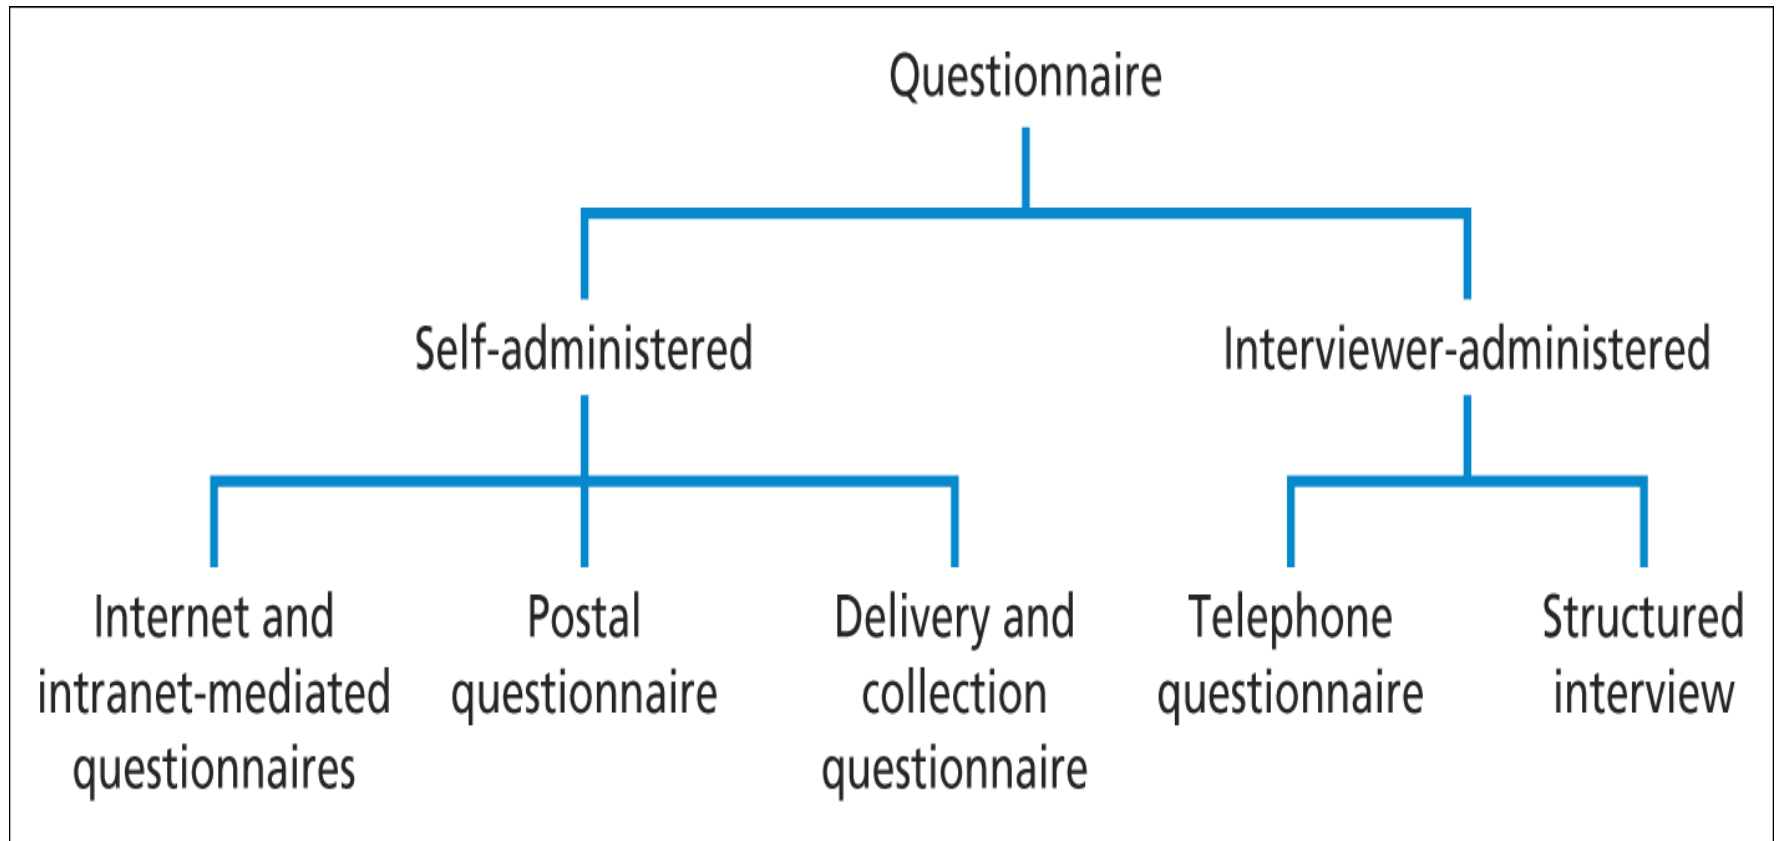 Questionnaire
Self-administered
Interviewer-administered
Internet and
intranet-mediated
questionnaires
Postal
questionnaire
Delivery and
collection
questionnaire
Telephone
questionnaire
Structured
interview